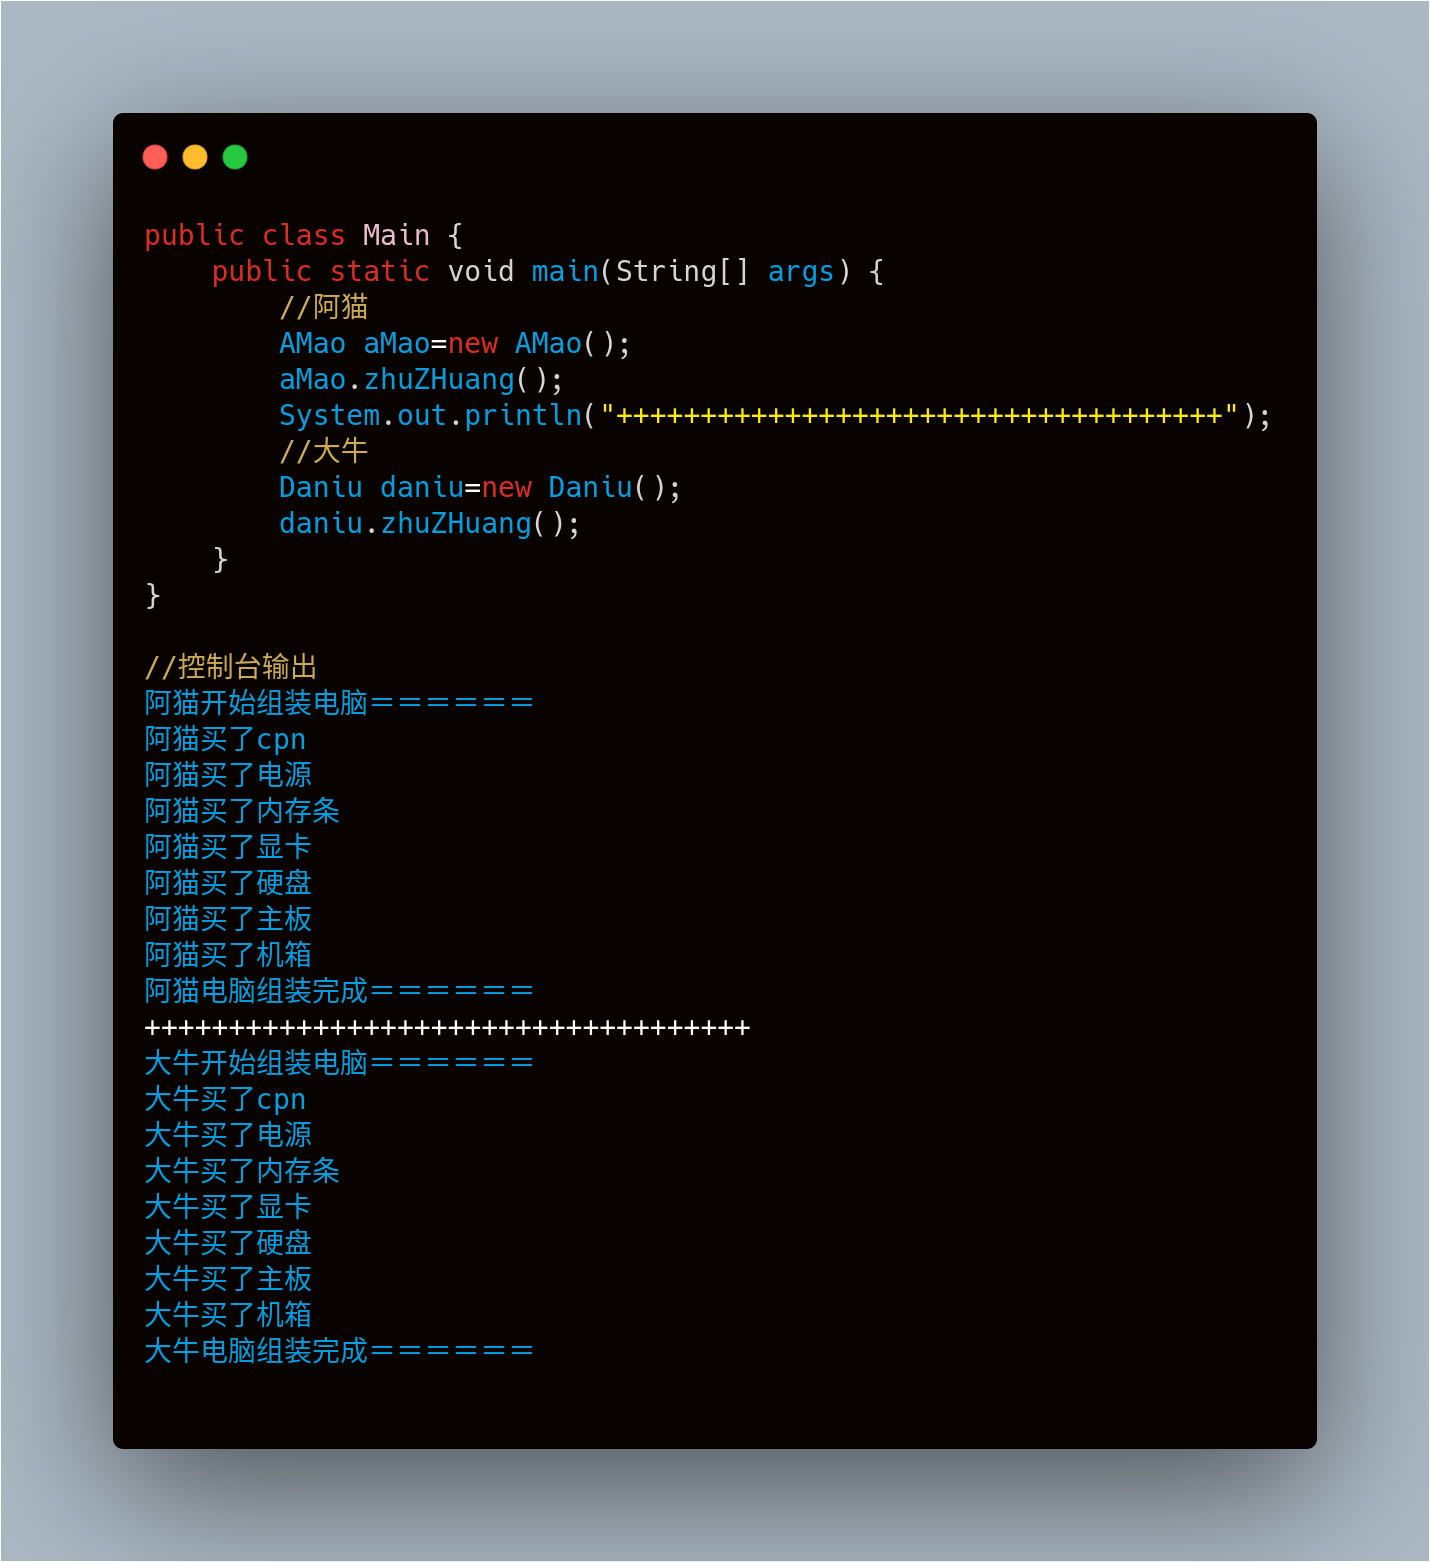 public class Main {
    public static void main(String[] args) {
        //阿猫
        AMao aMao=new AMao();
        aMao.zhuZHuang();
        System.out.println("++++++++++++++++++++++++++++++++++++");
        //大牛
        Daniu daniu=new Daniu();
        daniu.zhuZHuang();
    }
}

//控制台输出
阿猫开始组装电脑======
阿猫买了cpn
阿猫买了电源
阿猫买了内存条
阿猫买了显卡
阿猫买了硬盘
阿猫买了主板
阿猫买了机箱
阿猫电脑组装完成======
++++++++++++++++++++++++++++++++++++
大牛开始组装电脑======
大牛买了cpn
大牛买了电源
大牛买了内存条
大牛买了显卡
大牛买了硬盘
大牛买了主板
大牛买了机箱
大牛电脑组装完成======